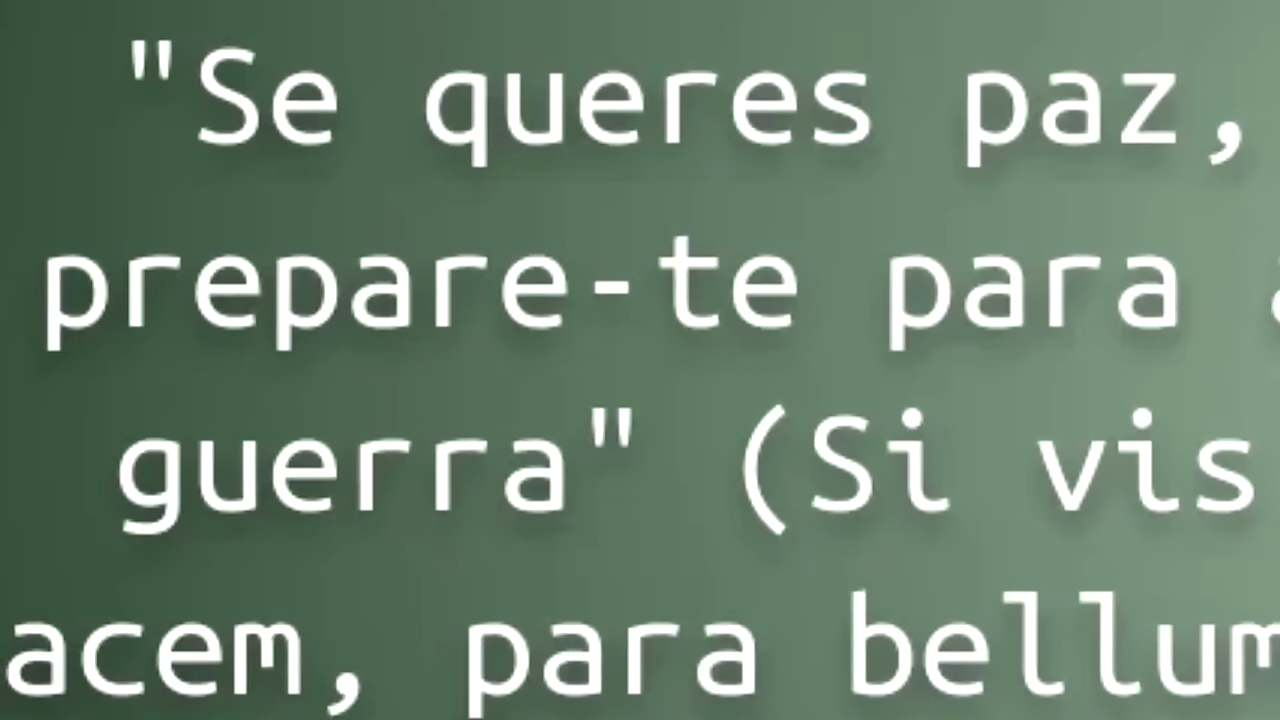 "Se queres paz,
prepare-te para a
guerra" (Si vis
acem, para bellum